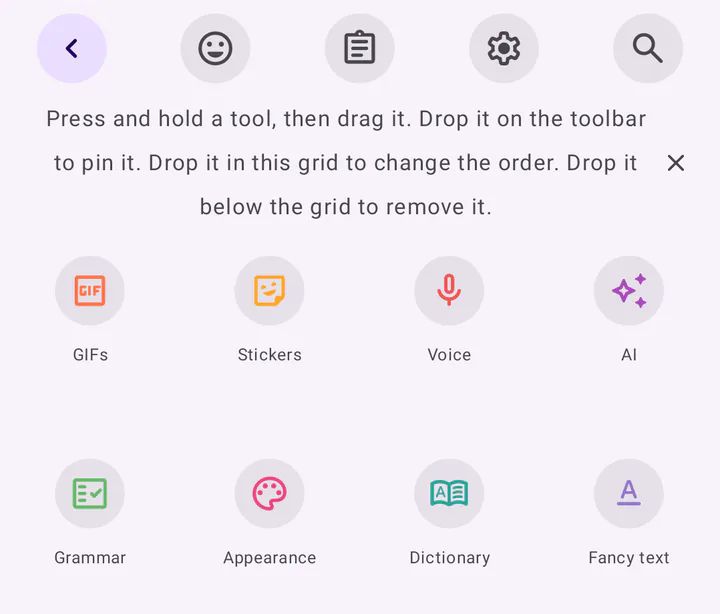 Press and hold a tool, then drag it. Drop it on the toolbar
to pin it. Drop it in this grid to change the order. Drop it
below the grid to remove it.
GIF
GIFs
Stickers
Voice
AI
A
A
Grammar
Appearance
Dictionary
Fancy text